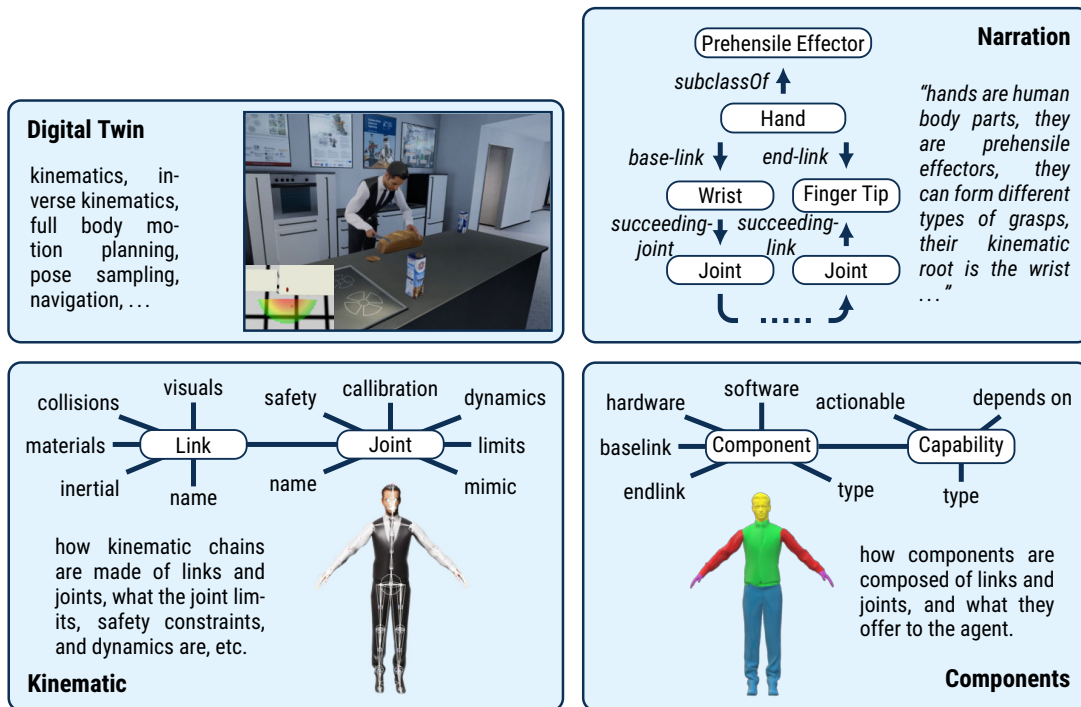 Digital Twin
kinematics, in-
verse kinematics,
full body mo-
tion planning,
pose sampling,
navigation, ...
Narration
Prehensile Effector
subclassOf
Hand
base-link
end-link
Wrist
Finger Tip
succeeding-
joint
succeeding-
link
Joint
Joint
“hands are human
body parts, they
are prehensile
effectors, they
can form different
types of grasps,
their kinematic
root is the wrist
...”
collisions
visuals
safety
callibration
dynamics
materials
Link
Joint
limits
inertial
name
name
mimic
how kinematic chains
are made of links and
joints, what the joint lim-
its, safety constraints,
and dynamics are, etc.
Kinematic
hardware
software
actionable
depends on
baselink
Component
Capability
endlink
type
type
how components are
composed of links and
joints, and what they
offer to the agent.
Components